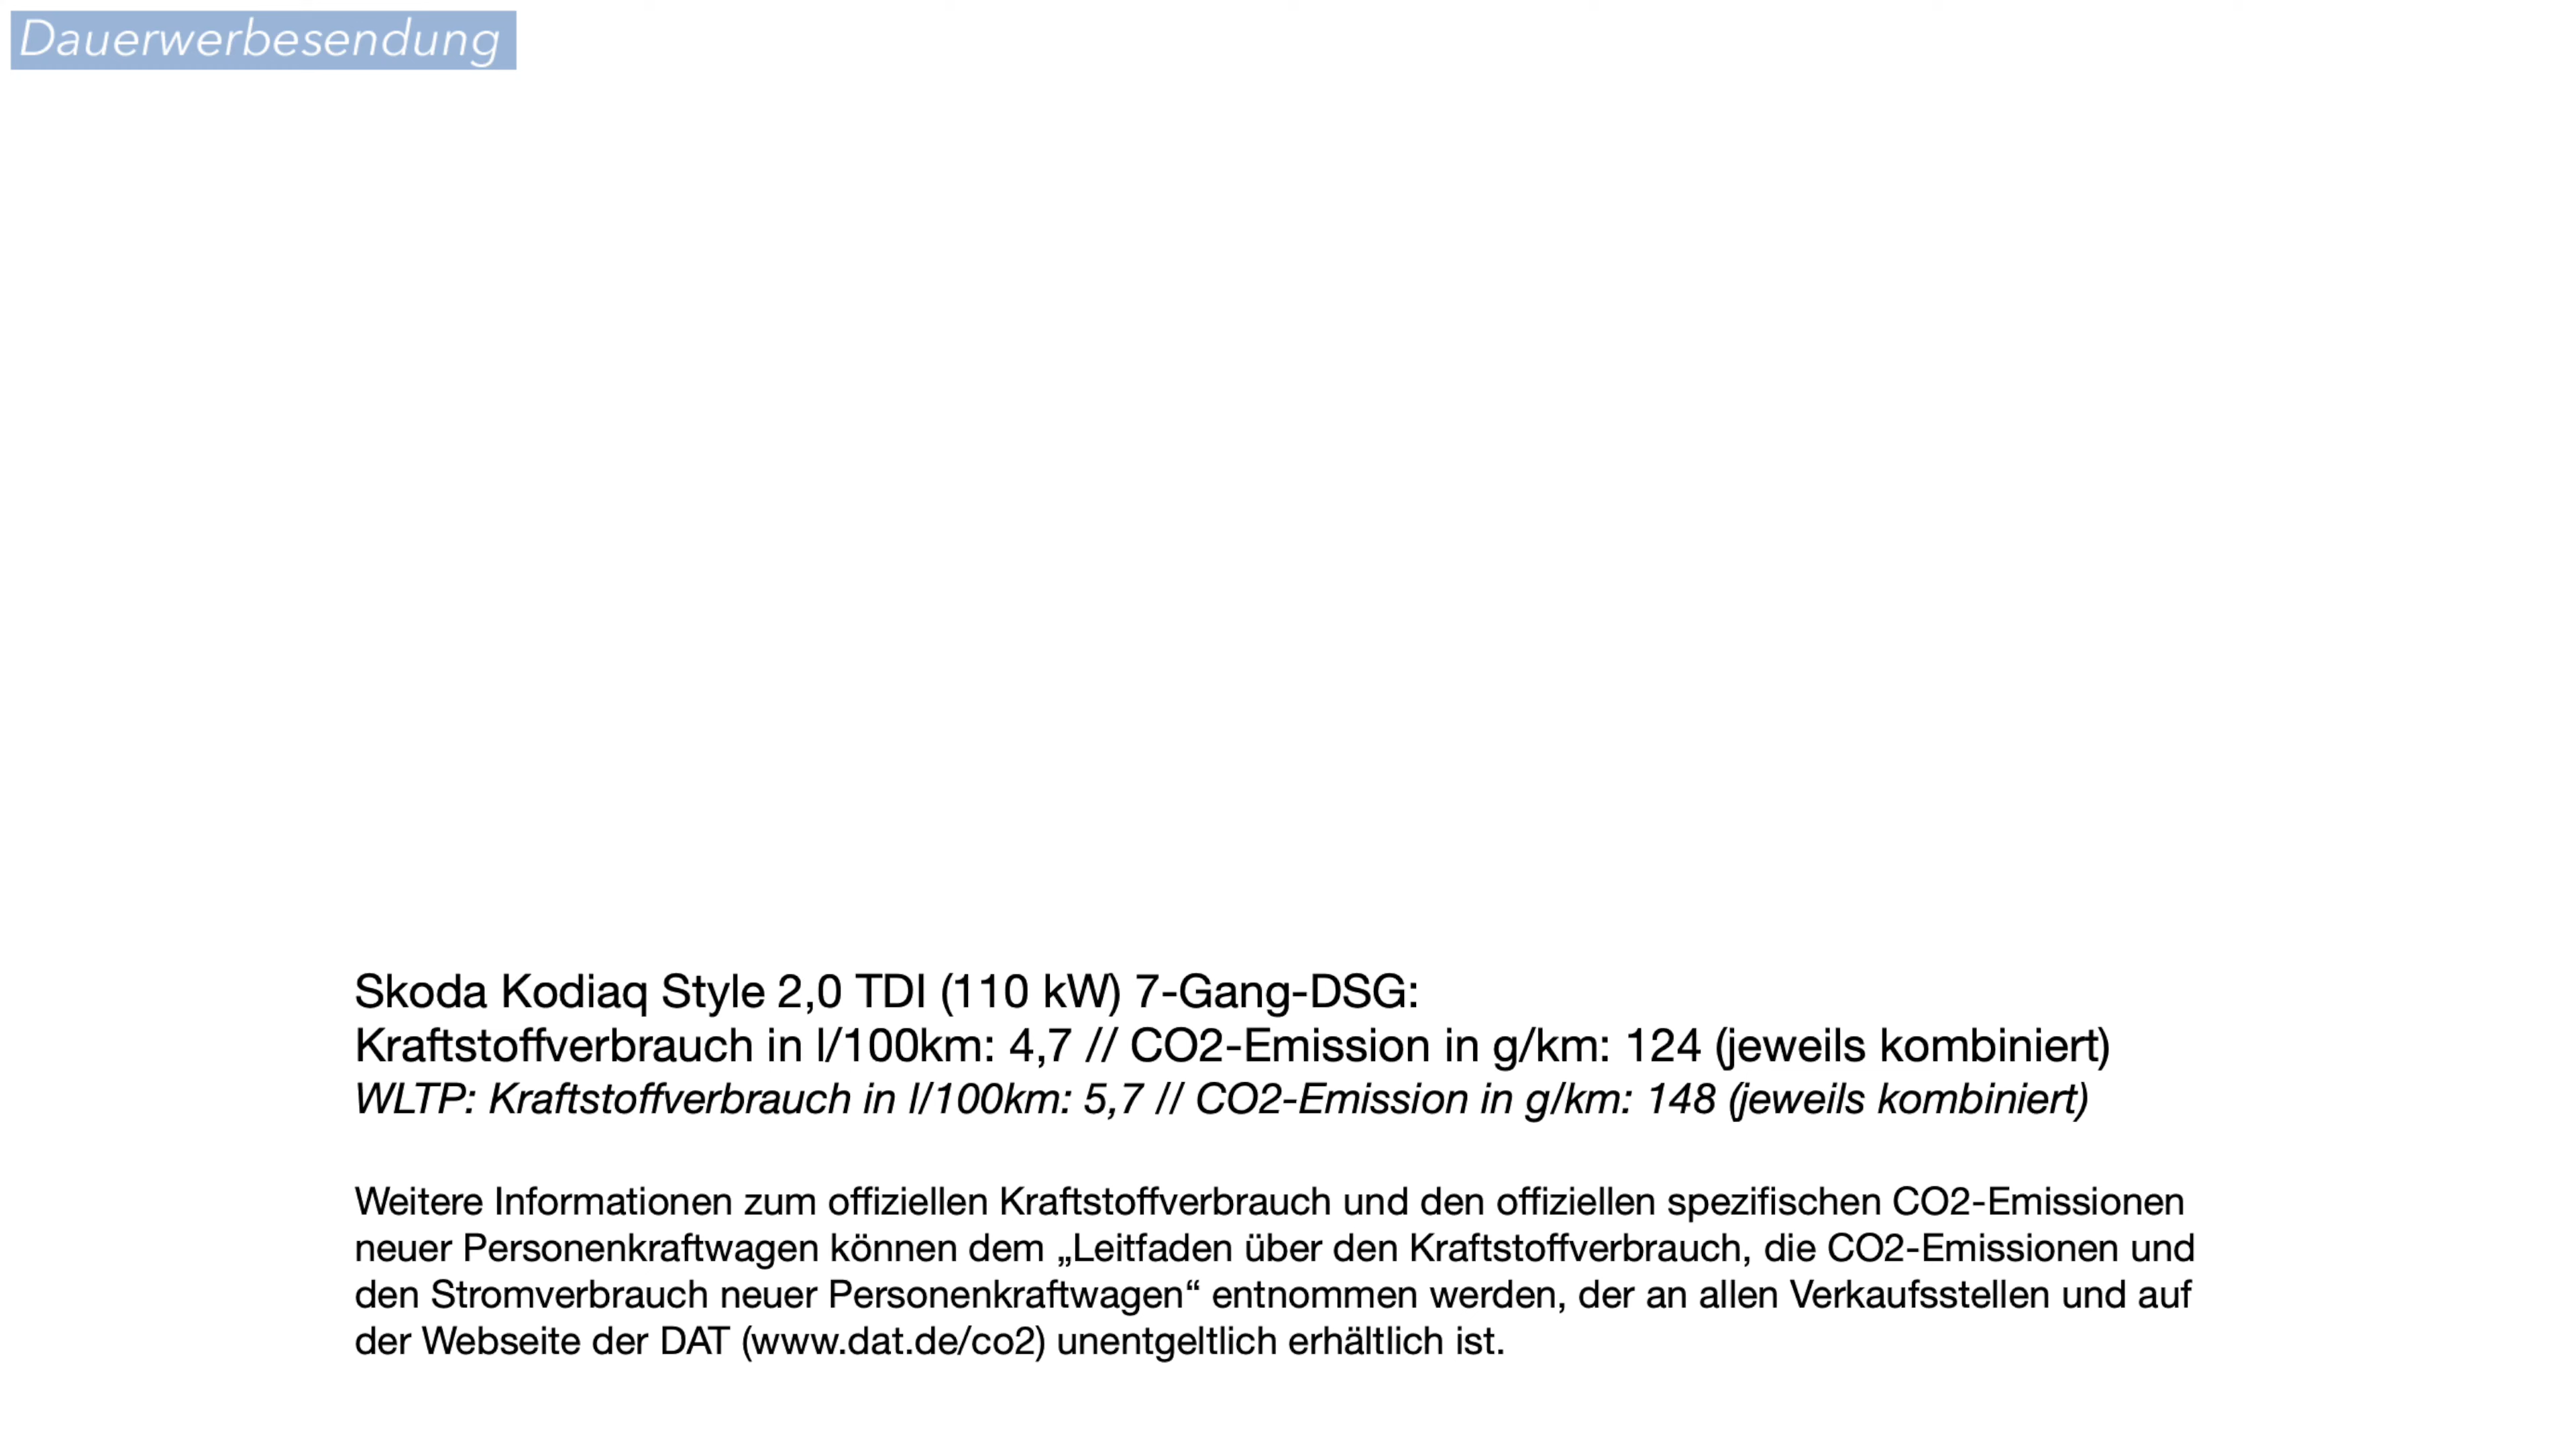 Dauerwerbesendung
Skoda Kodiaq Style 2,0 TDI (110 kW) 7-Gang-DSG:
Kraftstoffverbrauch in l/100km: 4,7 // CO2-Emission in g/km: 124 (jeweils kombiniert)
WLTP: Kraftstoffverbrauch in l/100km: 5,7 // CO2-Emission in g/km: 148 (jeweils kombiniert)
Weitere Informationen zum offiziellen Kraftstoffverbrauch und den offiziellen spezifischen CO2-Emissionen
neuer Personenkraftwagen können dem „Leitfaden über den Kraftstoffverbrauch, die CO2-Emissionen und
den Stromverbrauch neuer Personenkraftwagen“ entnommen werden, der an allen Verkaufsstellen und auf
der Webseite der DAT (www.dat.de/co2) unentgeltlich erhältlich ist.